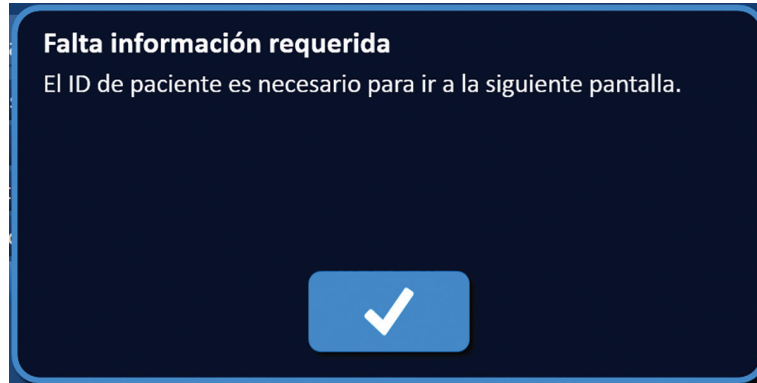 Falta información requerida
El ID de paciente es necesario para ir a la siguiente pantalla.